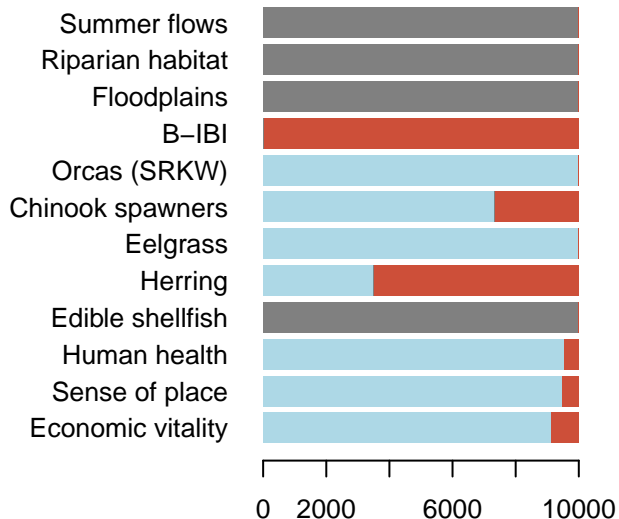 Summer flows
Riparian habitat
Floodplains
B−IBI
Orcas (SRKW)
Chinook spawners
Eelgrass
Herring
Edible shellfish
Human health
Sense of place
Economic vitality
0 2000 6000 10000